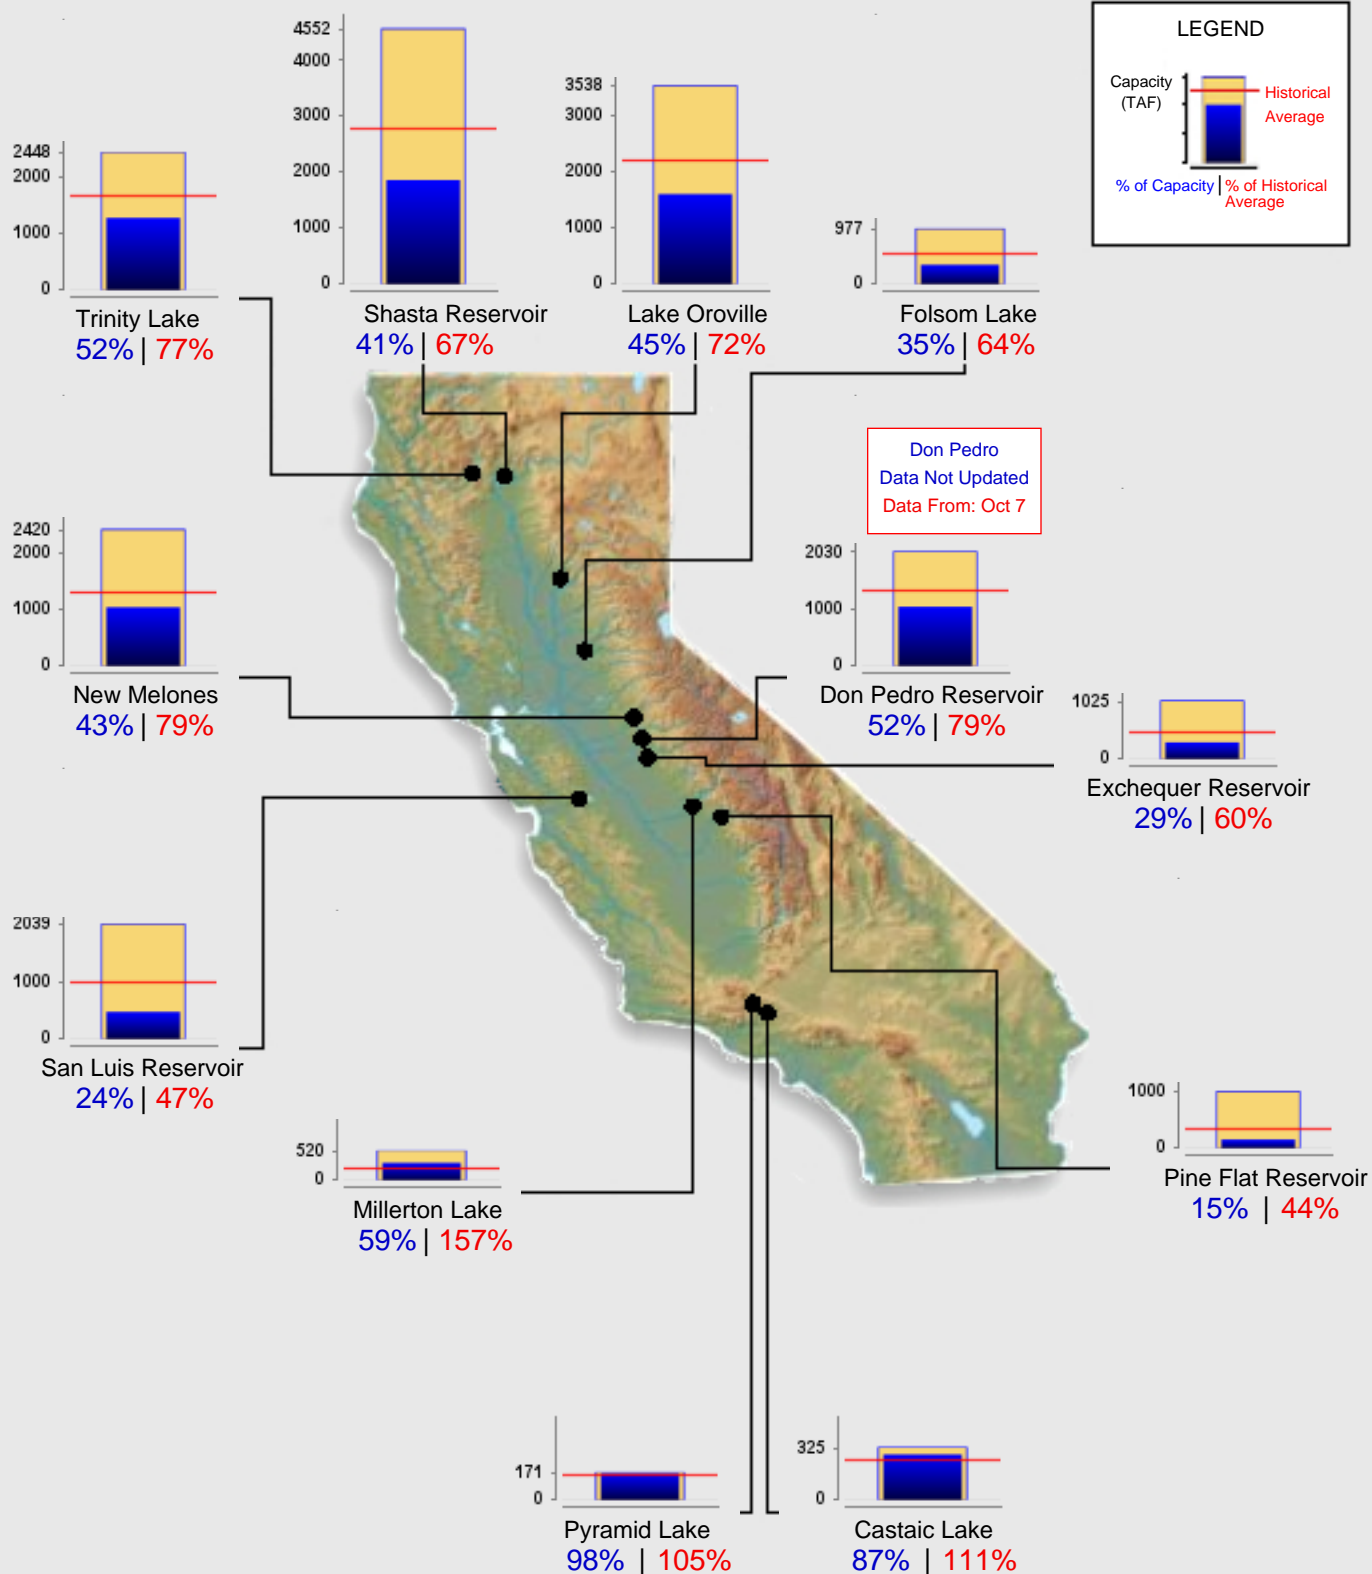 4552
4000
3000
2000
1000
0
Shasta Reservoir
41% | 67%
3538
3000
2000
1000
0
Lake Oroville
45% | 72%
LEGEND
Capacity
(TAF)
Historical
Average
% of Capacity | % of Historical
Average
2448
2000
1000
0
Trinity Lake
52% | 77%
977
0
Folsom Lake
35% | 64%
Don Pedro
Data Not Updated
Data From: Oct 7
2420
2000
1000
0
New Melones
43% | 79%
2030
1000
0
Don Pedro Reservoir
52% | 79%
1025
0
Exchequer Reservoir
29% | 60%
2039
1000
0
San Luis Reservoir
24% | 47%
520
0
Millerton Lake
59% | 157%
1000
0
Pine Flat Reservoir
15% | 44%
171
0
Pyramid Lake
98% | 105%
325
0
Castaic Lake
87% | 111%